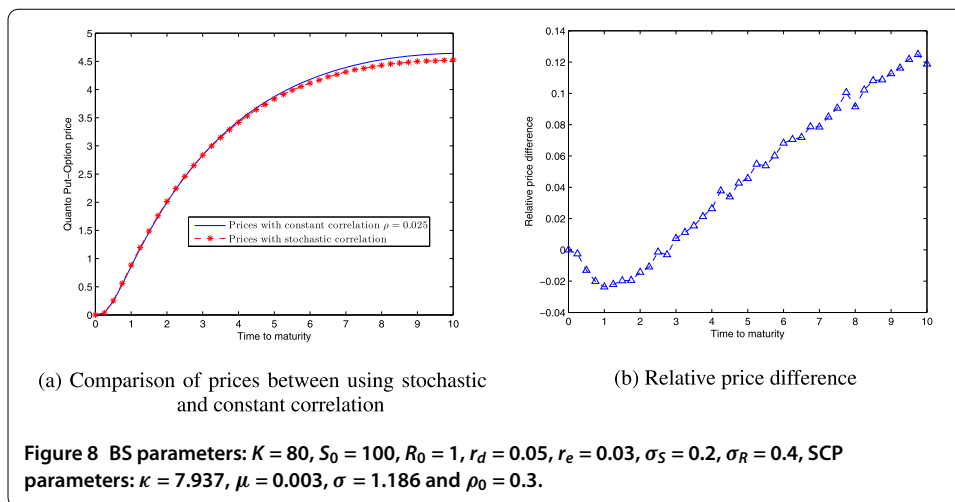 5
4.5
4
3.5
3
2.5
2
1.5
1
0.5
0
Quanto Put−Option price
Prices with constant correlation ρ = 0.025
Prices with stochastic correlation
0 1 2 3 4 5 6 7 8 9 10
Time to maturity
(a) Comparison of prices between using stochastic
and constant correlation
0.14
0.12
0.1
0.08
0.06
0.04
0.02
0
−0.02
−0.04
Relative price difference
0 1 2 3 4 5 6 7 8 9 10
Time to maturity
(b) Relative price difference
Figure 8 BS parameters: K = 80, S₀ = 100, R₀ = 1, r_d = 0.05, r_e = 0.03, σ_S = 0.2, σ_R = 0.4, SCP
parameters: κ = 7.937, μ = 0.003, σ = 1.186 and ρ₀ = 0.3.